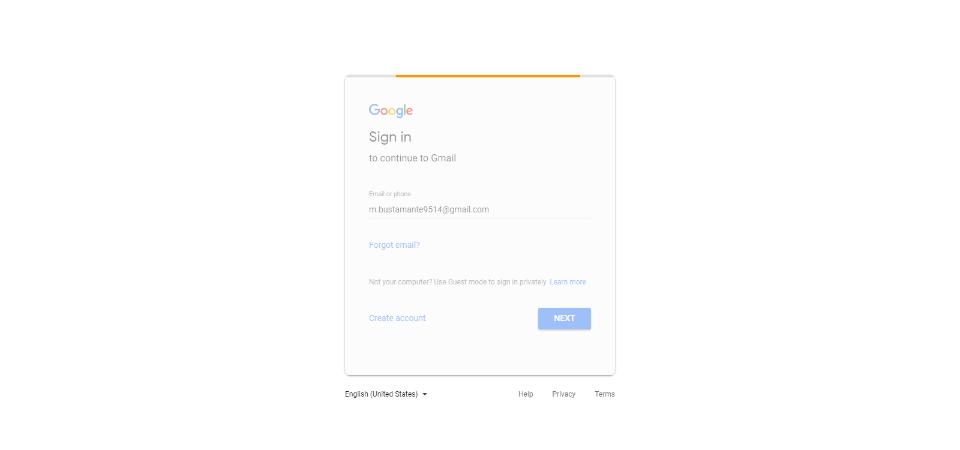 Google
Sign in
to continue to Gmail
Email or phone
m.bustamante9514@gmail.com
Forgot email?
Not your computer? Use Guest mode to sign in privately. Learn more
Create account
NEXT
English (United States)
Help Privacy Terms